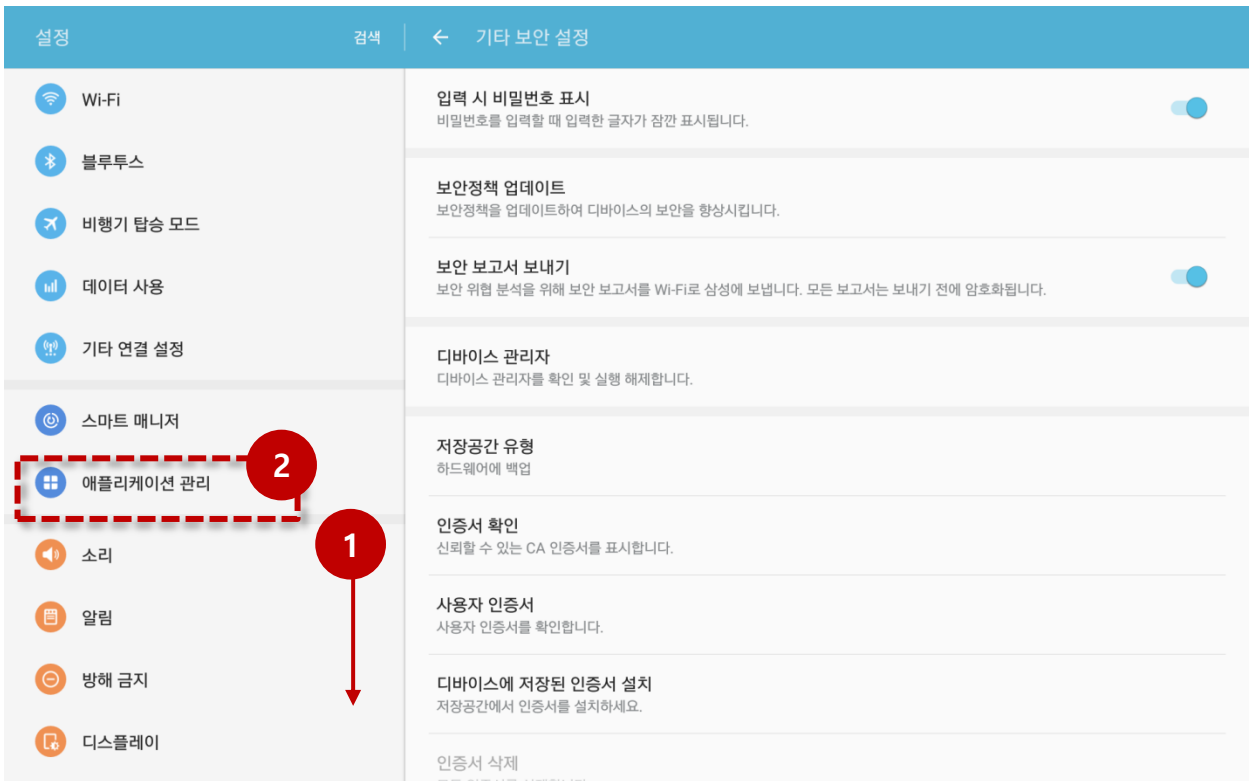 설정
검색
기타 보안 설정
Wi-Fi
블루투스
비행기 탑승 모드
데이터 사용
기타 연결 설정
스마트 매니저
애플리케이션 관리
2
1
소리
알림
방해 금지
디스플레이
입력 시 비밀번호 표시
비밀번호를 입력할 때 입력한 글자가 잠깐 표시됩니다.
보안정책 업데이트
보안정책을 업데이트하여 디바이스의 보안을 향상시킵니다.
보안 보고서 보내기
보안 위협 분석을 위해 보안 보고서를 Wi-Fi로 삼성에 보냅니다. 모든 보고서는 보내기 전에 암호화됩니다.
디바이스 관리자
디바이스 관리자를 확인 및 실행 해제합니다.
저장공간 유형
하드웨어에 백업
인증서 확인
신뢰할 수 있는 CA 인증서를 표시합니다.
사용자 인증서
사용자 인증서를 확인합니다.
디바이스에 저장된 인증서 설치
저장공간에서 인증서를 설치하세요.
인증서 삭제